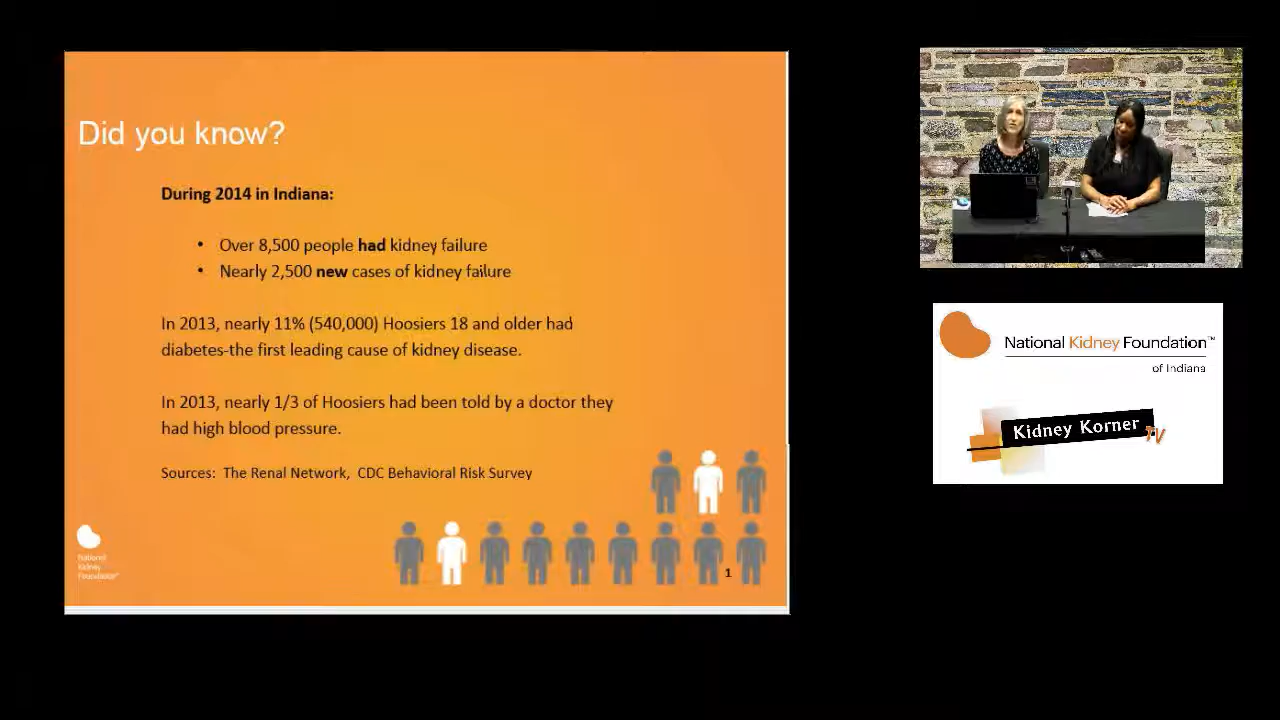 Did you know?
During 2014 in Indiana:
• Over 8,500 people had kidney failure
• Nearly 2,500 new cases of kidney failure
In 2013, nearly 11% (540,000) Hoosiers 18 and older had
diabetes-the first leading cause of kidney disease.
In 2013, nearly 1/3 of Hoosiers had been told by a doctor they
had high blood pressure.
Sources: The Renal Network, CDC Behavioral Risk Survey
National
Kidney
Foundation™
1
National Kidney Foundation™
of Indiana
Kidney Korner TV